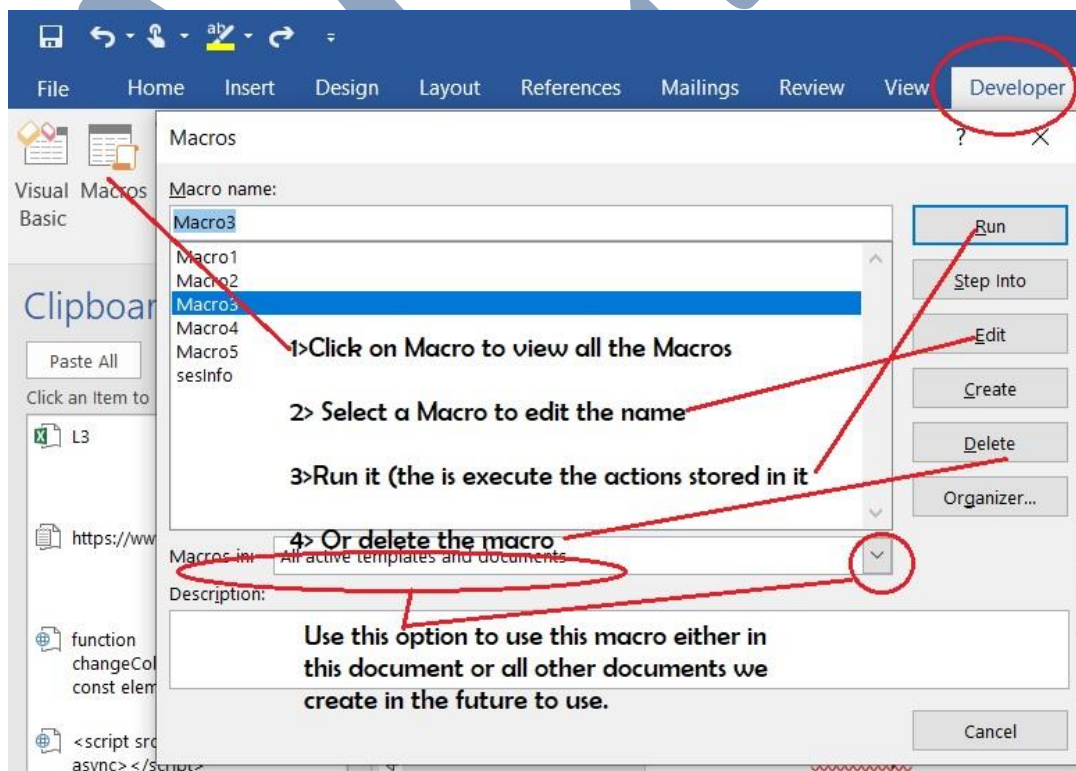 ab
File Home Insert Design Layout References Mailings Review View Developer
Macros ?
Visual Basic
Macros
Macro name:
Macro3
Macro1
Macro2
Macro3
Macro4
Macro5
sesInfo
Run
Step Into
Edit
Create
Delete
Organizer...
1>Click on Macro to view all the Macros
2> Select a Macro to edit the name
3>Run it (the is execute the actions stored in it
4> Or delete the macro
Macros in: All active templates and documents
Description:
Use this option to use this macro either in
this document or all other documents we
create in the future to use.
Cancel
Clipboar
Paste All
Click an Item to
L3
https://ww
function
changeCol
const elem
<script src
async></script>